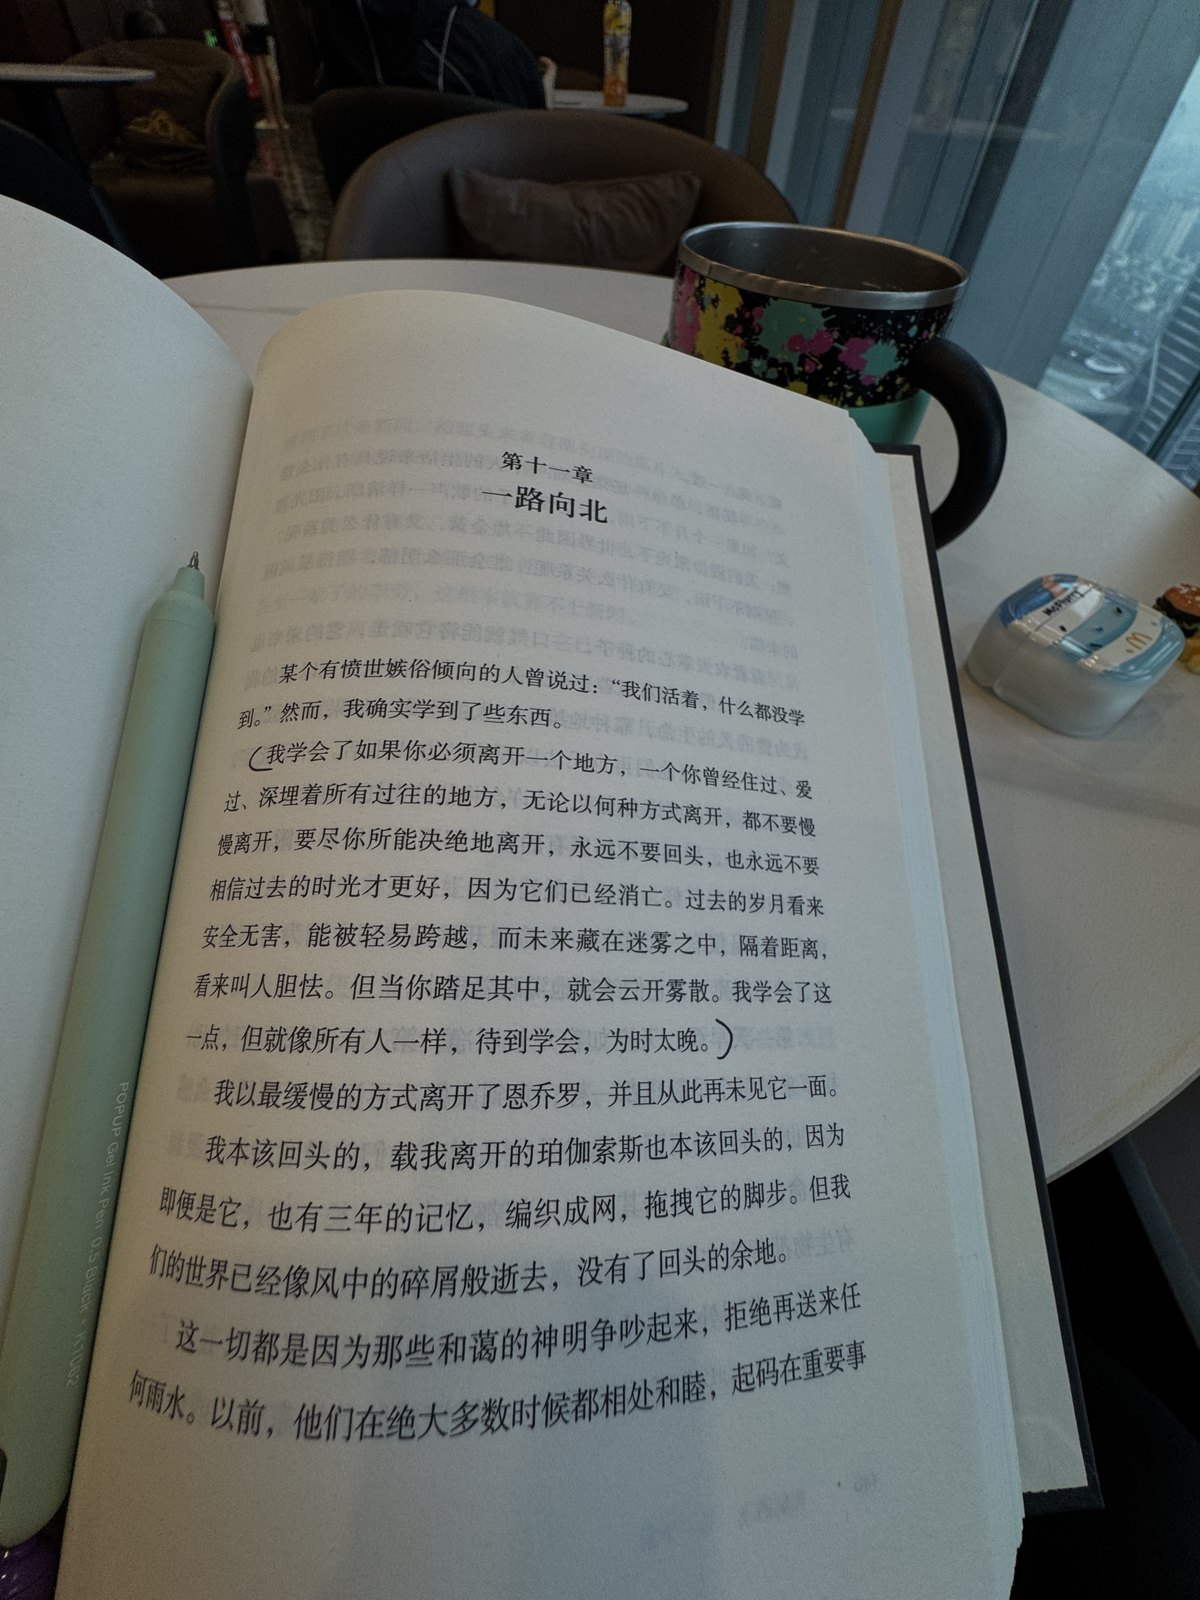 第十一章
一路向北
某个有愤世嫉俗倾向的人曾说过：“我们活着，什么都没学
到。”然而，我确实学到了些东西。
（我学会了如果你必须离开一个地方，一个你曾经住过、爱
过、深埋着所有过往的地方，无论以何种方式离开，都不要慢
慢离开，要尽你所能决绝地离开，永远不要回头，也永远不要
相信过去的时光才更好，因为它们已经消亡。过去的岁月看来
安全无害，能被轻易跨越，而未来藏在迷雾之中，隔着距离，
看来叫人胆怯。但当你踏足其中，就会云开雾散。我学会了这
一点，但就像所有人一样，待到学会，为时太晚。）
我以最缓慢的方式离开了恩乔罗，并且从此再未见它一面。
我本该回头的，载我离开的珀伽索斯也本该回头的，因为
即便是它，也有三年的记忆，编织成网，拖拽它的脚步。但我
们的世界已经像风中的碎屑般逝去，没有了回头的余地。
这一切都是因为那些和蔼的神明争吵起来，拒绝再送来任
何雨水。以前，他们在绝大多数时候都相处和睦，起码在重要事
POPUP Gel Ink Pen 0.5 Black